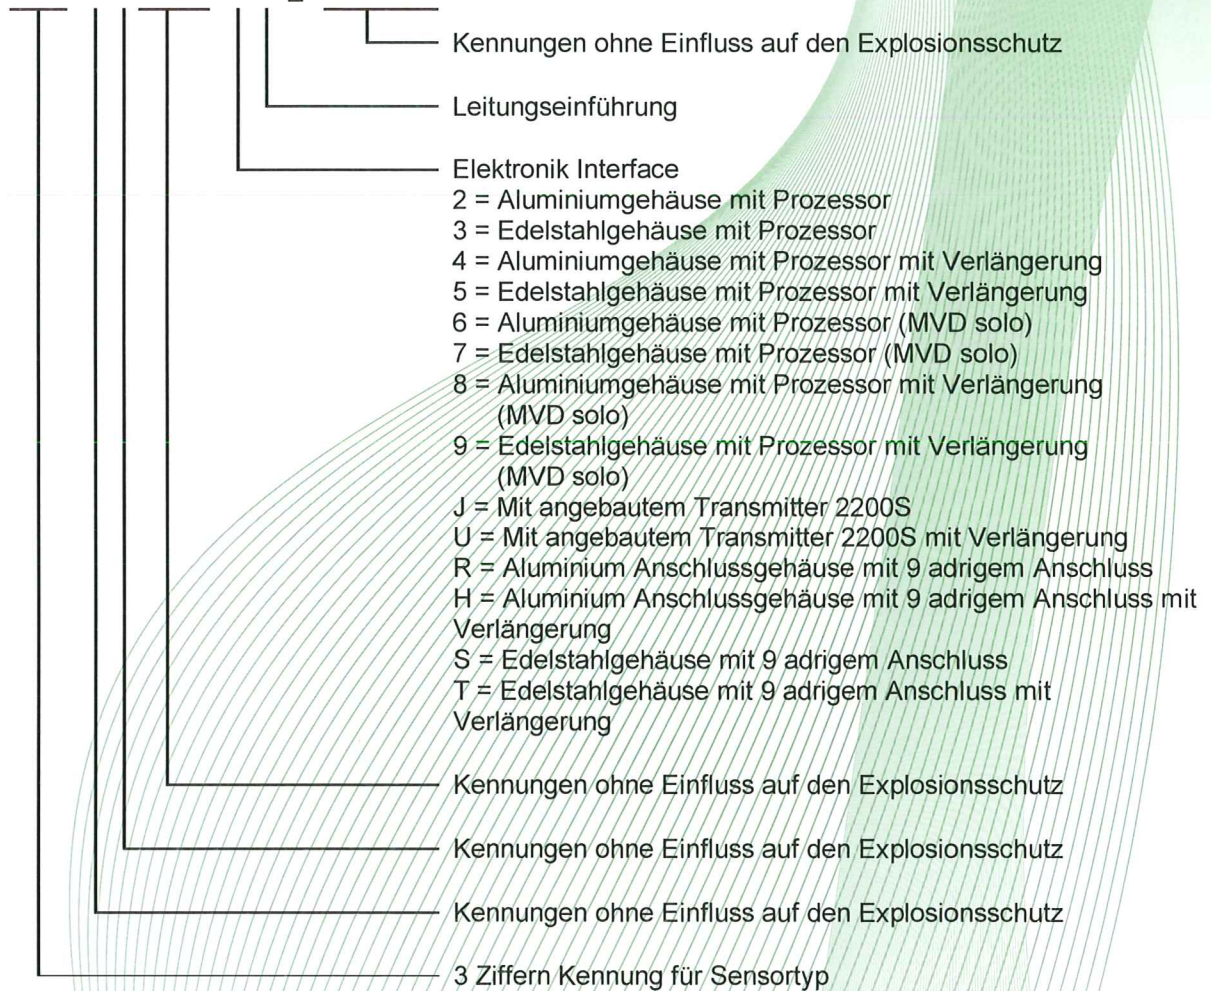 Kennungen ohne Einfluss auf den Explosionsschutz
Leitungseinführung
Elektronik Interface
2 = Aluminiumgehäuse mit Prozessor
3 = Edelstahlgehäuse mit Prozessor
4 = Aluminiumgehäuse mit Prozessor mit Verlängerung
5 = Edelstahlgehäuse mit Prozessor mit Verlängerung
6 = Aluminiumgehäuse mit Prozessor (MVD solo)
7 = Edelstahlgehäuse mit Prozessor (MVD solo)
8 = Aluminiumgehäuse mit Prozessor mit Verlängerung
(MVD solo)
9 = Edelstahlgehäuse mit Prozessor mit Verlängerung
(MVD solo)
J = Mit angebautem Transmitter 2200S
U = Mit angebautem Transmitter 2200S mit Verlängerung
R = Aluminium Anschlussgehäuse mit 9 adrigem Anschluss
H = Aluminium Anschlussgehäuse mit 9 adrigem Anschluss mit
Verlängerung
S = Edelstahlgehäuse mit 9 adrigem Anschluss
T = Edelstahlgehäuse mit 9 adrigem Anschluss mit
Verlängerung
Kennungen ohne Einfluss auf den Explosionsschutz
Kennungen ohne Einfluss auf den Explosionsschutz
Kennungen ohne Einfluss auf den Explosionsschutz
3 Ziffern Kennung für Sensortyp